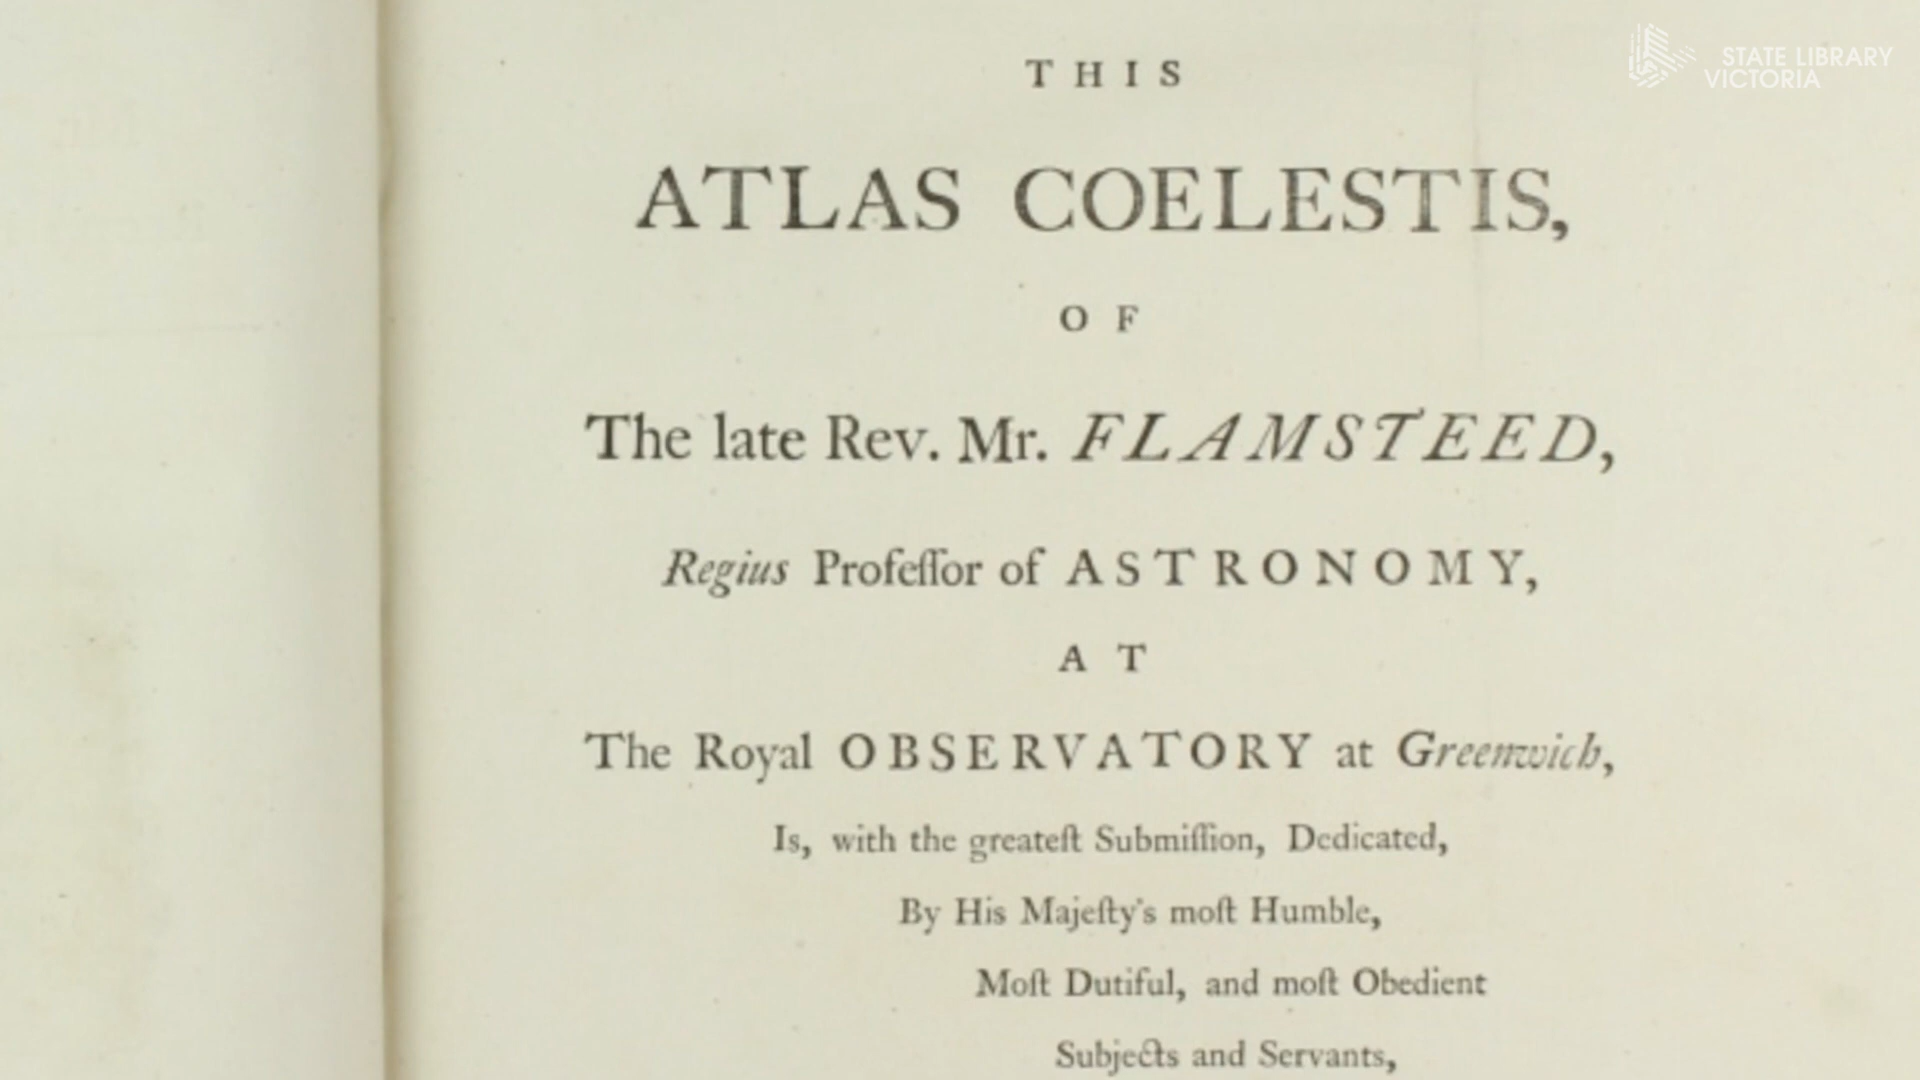 THIS
ATLAS COELESTIS,
OF
The late Rev. Mr. FLAMSTEED,
Regius Profeſſor of ASTRONOMY,
AT
The Royal OBSERVATORY at Greenwich,
Is, with the greateſt Submiſſion, Dedicated,
By His Majeſty's moſt Humble,
Moſt Dutiful, and moſt Obedient
Subjects and Servants,
STATE LIBRARY
VICTORIA